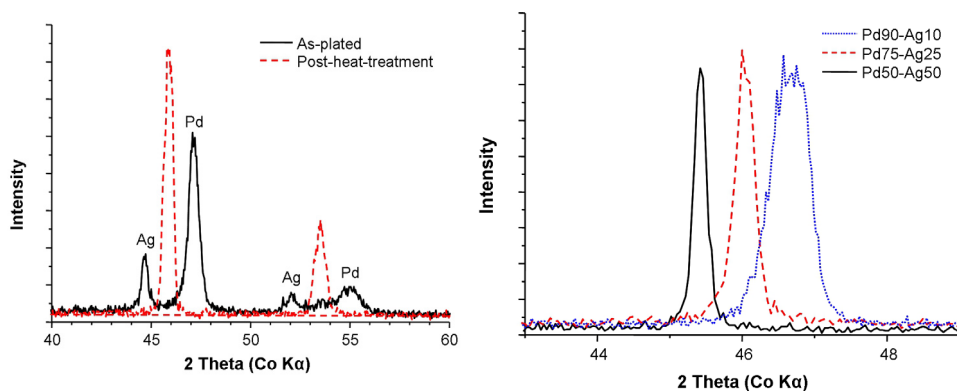 As-plated
Post-heat-treatment
Ag
Pd
Ag
Pd
Intensity
40 45 50 55 60
2 Theta (Co Kα)
Pd90-Ag10
Pd75-Ag25
Pd50-Ag50
Intensity
44 46 48
2 Theta (Co Kα)